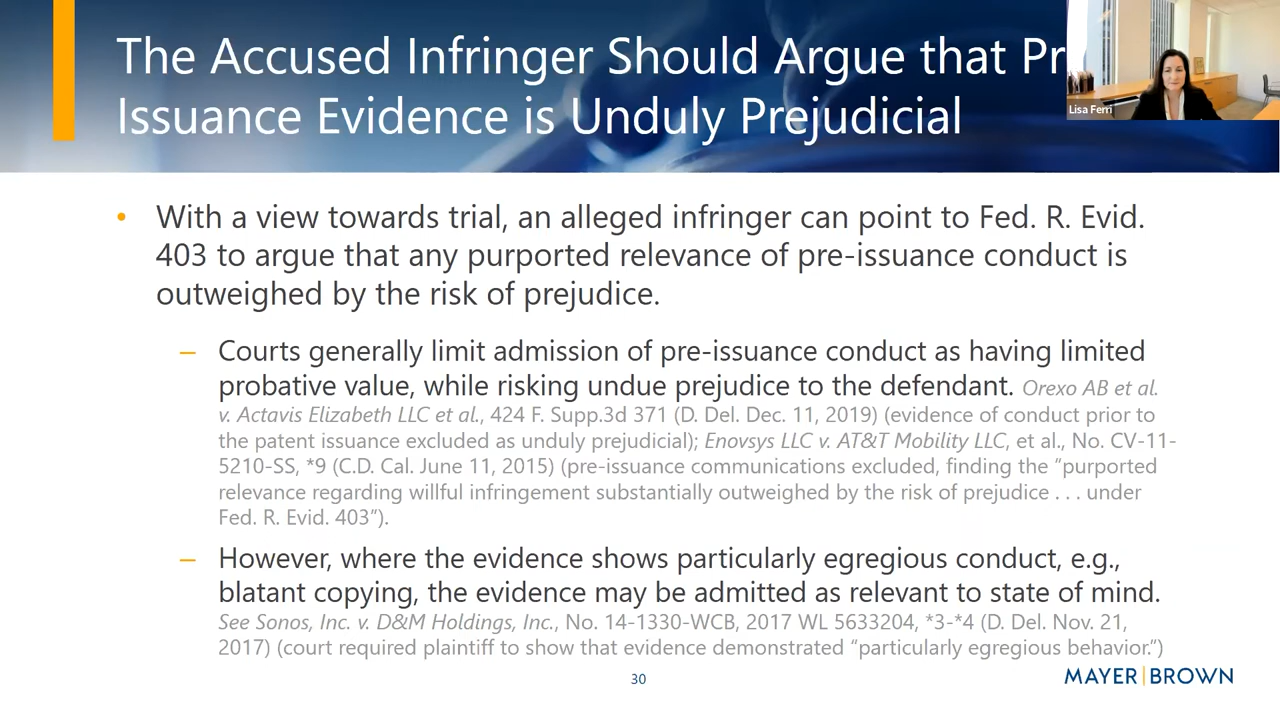 The Accused Infringer Should Argue that Pr
Issuance Evidence is Unduly Prejudicial
Lisa Ferri
• With a view towards trial, an alleged infringer can point to Fed. R. Evid.
403 to argue that any purported relevance of pre-issuance conduct is
outweighed by the risk of prejudice.
– Courts generally limit admission of pre-issuance conduct as having limited
probative value, while risking undue prejudice to the defendant. Orexo AB et al.
v. Actavis Elizabeth LLC et al., 424 F. Supp.3d 371 (D. Del. Dec. 11, 2019) (evidence of conduct prior to
the patent issuance excluded as unduly prejudicial); Enovsys LLC v. AT&T Mobility LLC, et al., No. CV-11-
5210-SS, *9 (C.D. Cal. June 11, 2015) (pre-issuance communications excluded, finding the “purported
relevance regarding willful infringement substantially outweighed by the risk of prejudice . . . under
Fed. R. Evid. 403”).
– However, where the evidence shows particularly egregious conduct, e.g.,
blatant copying, the evidence may be admitted as relevant to state of mind.
See Sonos, Inc. v. D&M Holdings, Inc., No. 14-1330-WCB, 2017 WL 5633204, *3-*4 (D. Del. Nov. 21,
2017) (court required plaintiff to show that evidence demonstrated “particularly egregious behavior.”)
30
MAYER|BROWN